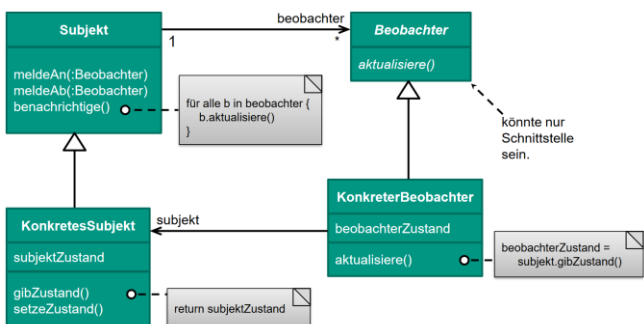 Subjekt
meldeAn(:Beobachter)
meldeAb(:Beobachter)
benachrichtige()
beobachter
1
*
Beobachter
aktualisiere()
für alle b in beobachter {
b.aktualisiere()
}
könnte nur
Schnittstelle
sein.
KonkretesSubjekt
subjektZustand
gibZustand()
setzeZustand()
subjekt
KonkreterBeobachter
beobachterZustand
aktualisiere()
beobachterZustand =
subjekt.gibZustand()
return subjektZustand